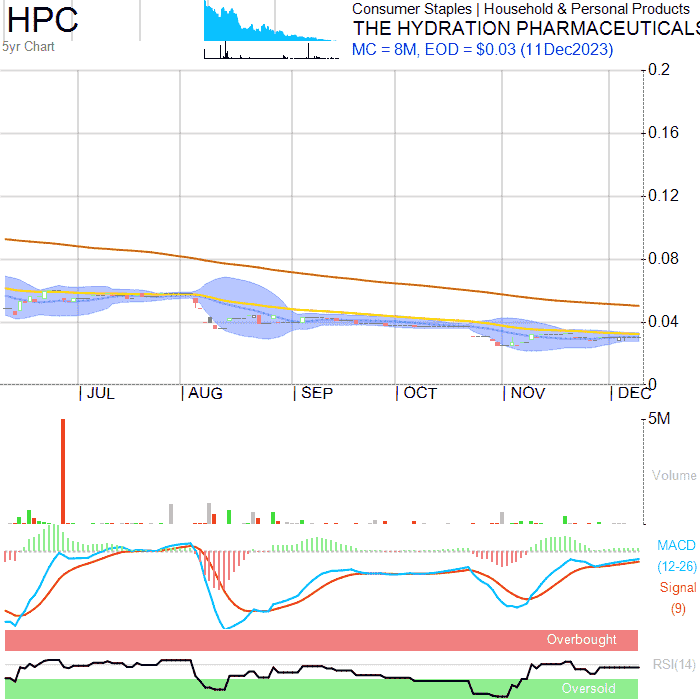 HPC
5yr Chart
Consumer Staples | Household & Personal Products
THE HYDRATION PHARMACEUTICALS
MC = 8M, EOD = $0.03 (11Dec2023)
0.2
0.16
0.12
0.08
0.04
0
JUL AUG SEP OCT NOV DEC
5M
Volume
MACD
(12-26)
Signal
(9)
Overbought
RSI(14)
Oversold